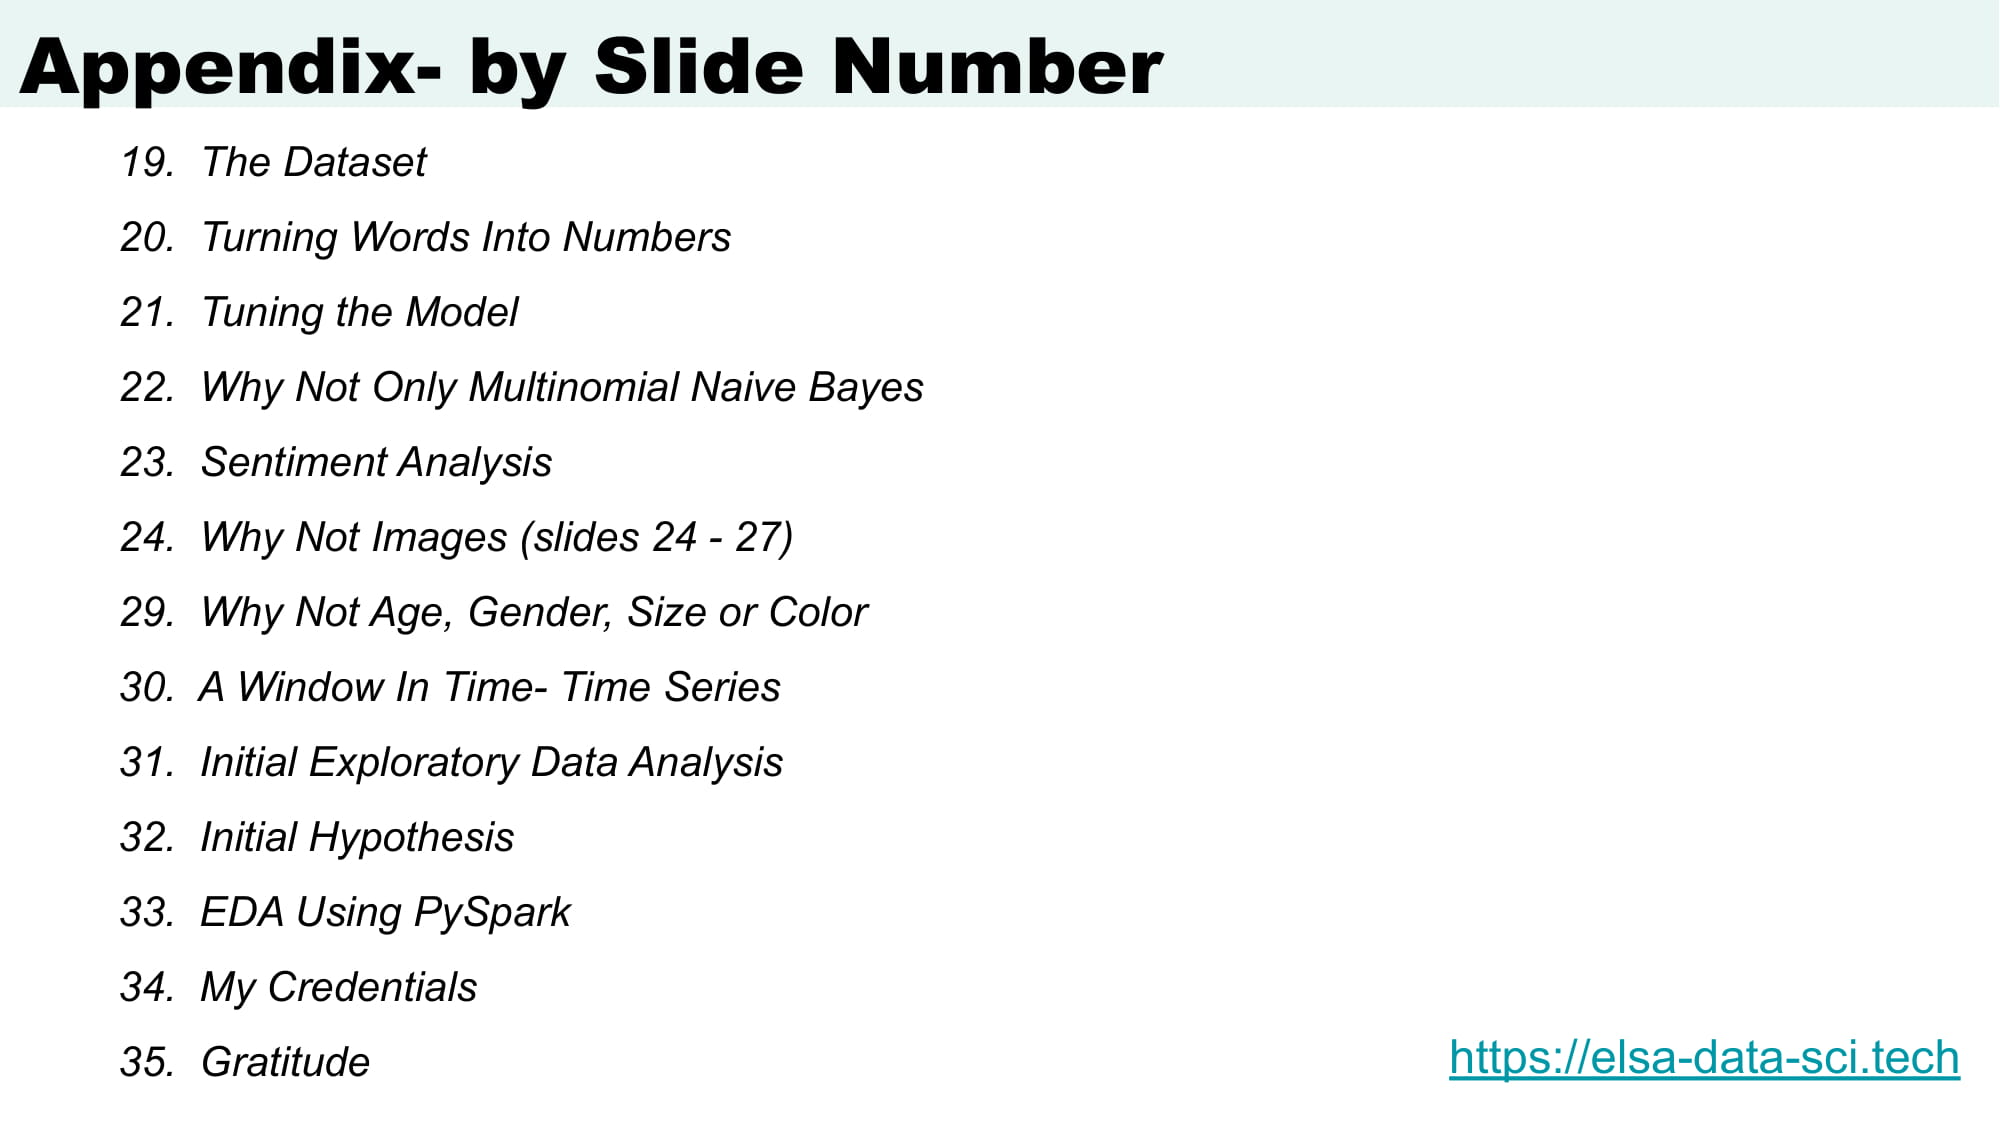 Appendix- by Slide Number
19. The Dataset
20. Turning Words Into Numbers
21. Tuning the Model
22. Why Not Only Multinomial Naive Bayes
23. Sentiment Analysis
24. Why Not Images (slides 24 - 27)
29. Why Not Age, Gender, Size or Color
30. A Window In Time- Time Series
31. Initial Exploratory Data Analysis
32. Initial Hypothesis
33. EDA Using PySpark
34. My Credentials
35. Gratitude
https://elsa-data-sci.tech